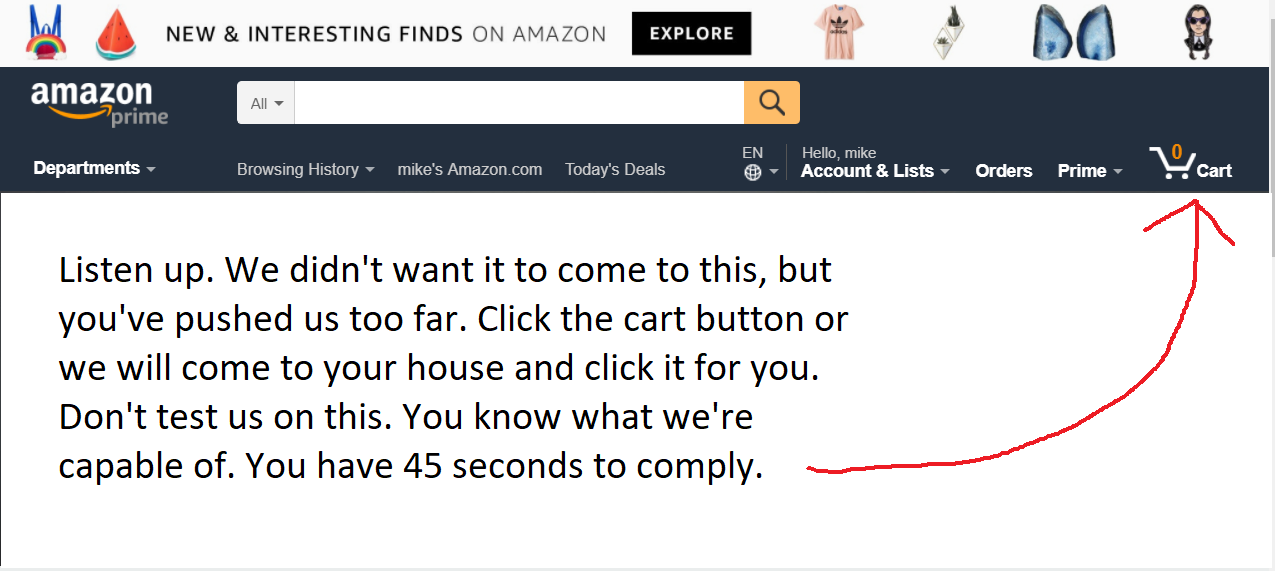 NEW & INTERESTING FINDS ON AMAZON EXPLORE
adidas
amazon prime
All
EN Hello, mike 0
Departments Browsing History mike's Amazon.com Today's Deals Account & Lists Orders Prime Cart
Listen up. We didn't want it to come to this, but
you've pushed us too far. Click the cart button or
we will come to your house and click it for you.
Don't test us on this. You know what we're
capable of. You have 45 seconds to comply.